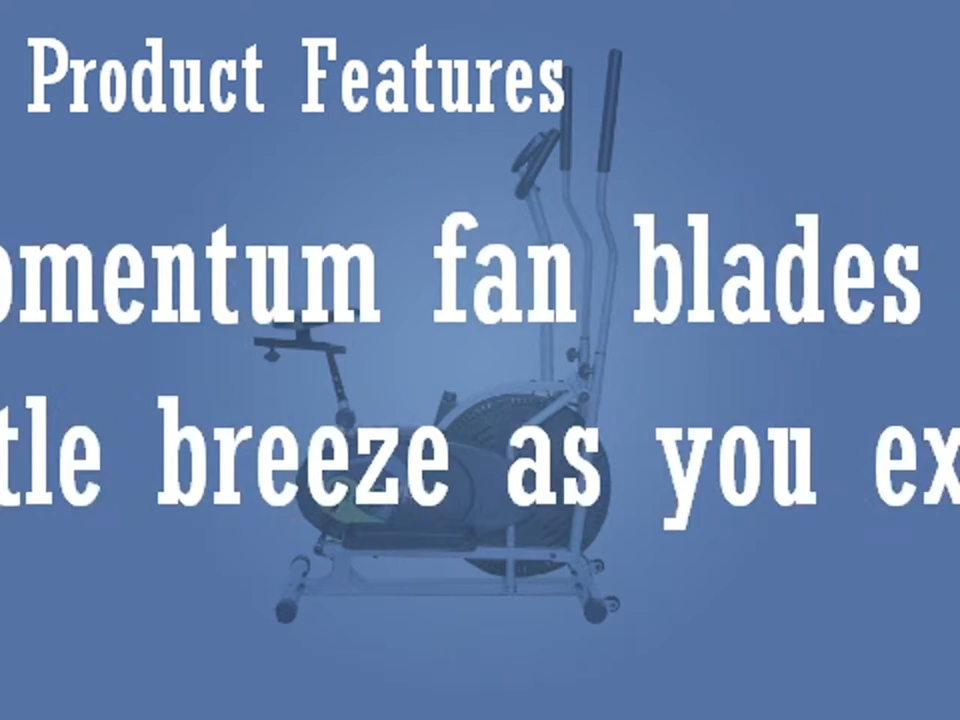 Product Features
omentum fan blades
tle breeze as you ex